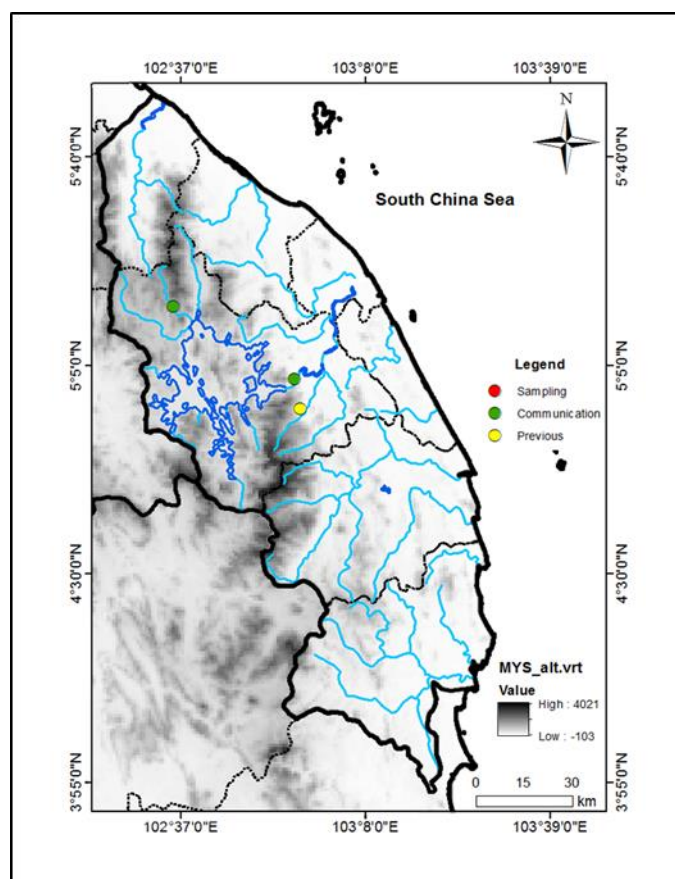 102°37'0"E 103°8'0"E 103°39'0"E
N
5°40'0"N 5°40'0"N
South China Sea
5°5'0"N 5°5'0"N
Legend
Sampling
Communication
Previous
4°30'0"N 4°30'0"N
MYS_alt.vrt
Value
High : 4021
Low : -103
3°55'0"N 3°55'0"N
0 15 30
km
102°37'0"E 103°8'0"E 103°39'0"E